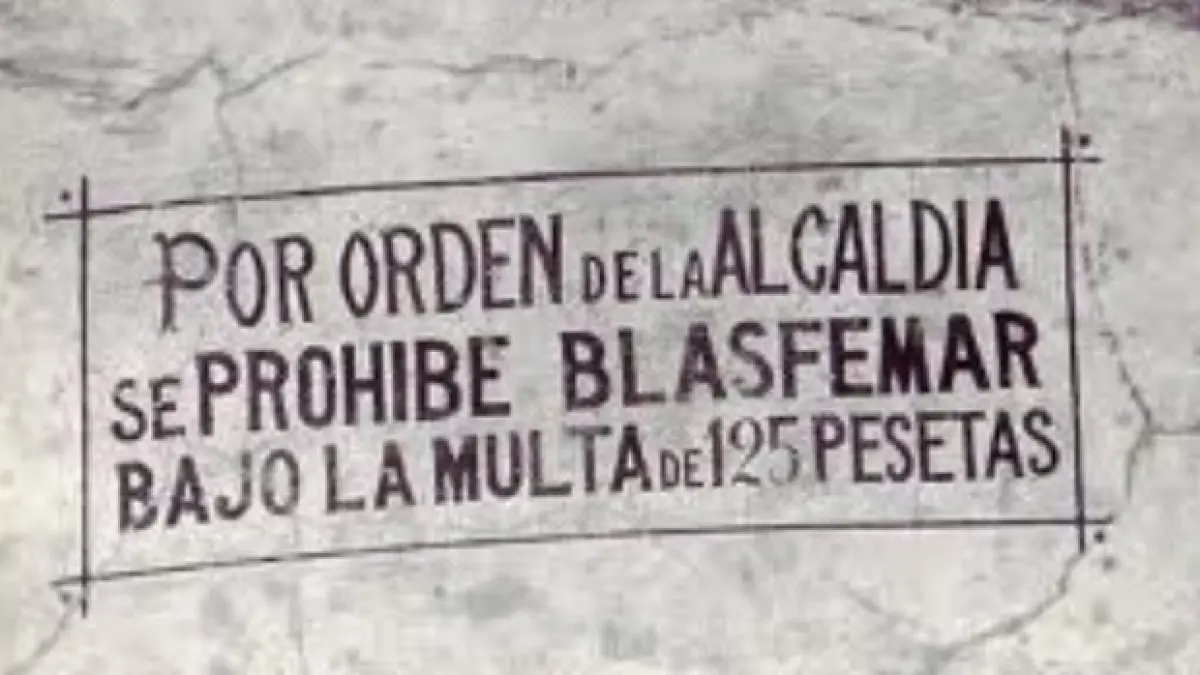 POR ORDEN DE LA ALCALDIA
SE PROHIBE BLASFEMAR
BAJO LA MULTA DE 125 PESETAS